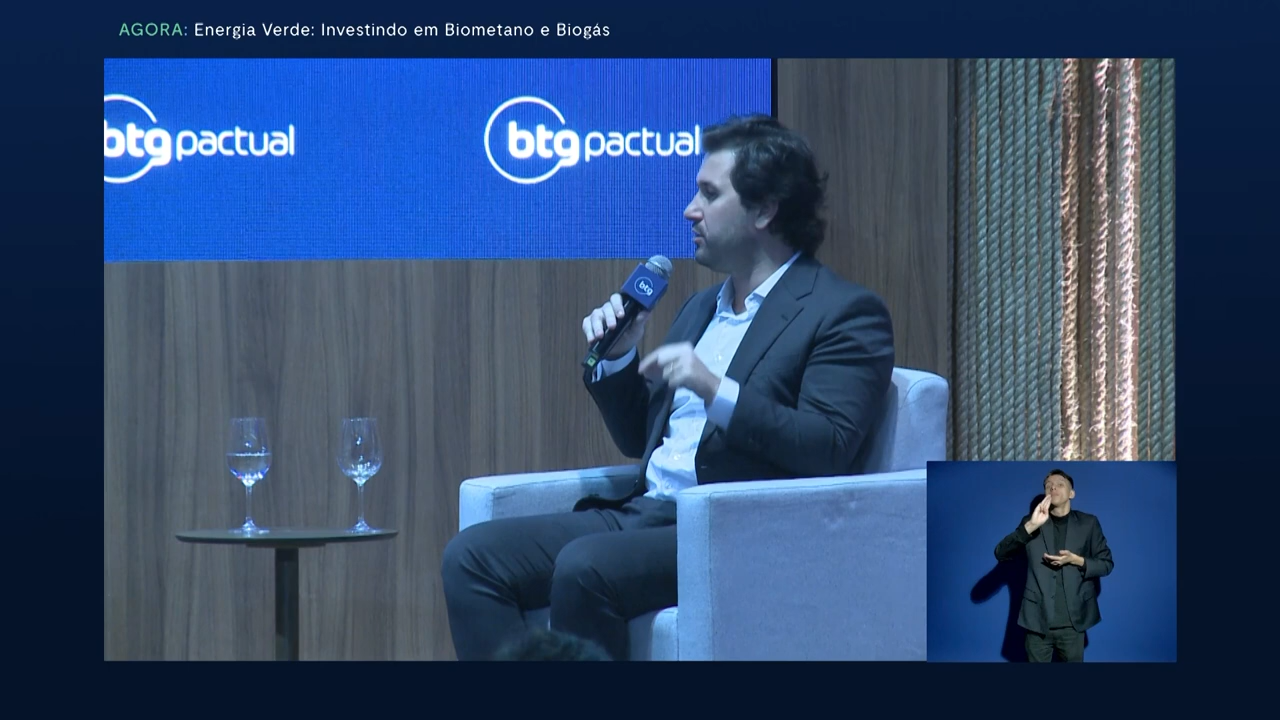 AGORA: Energia Verde: Investindo em Biometano e Biogás
btg pactual
btg pactual
btg